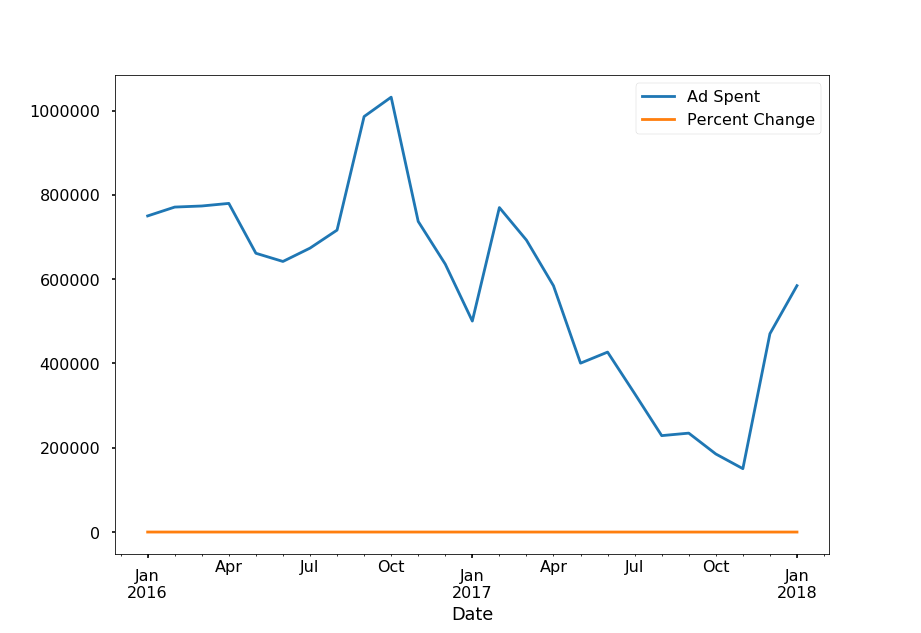 Ad Spent
Percent Change
1000000
800000
600000
400000
200000
0
Jan
2016
Apr
Jul
Oct
Jan
2017
Apr
Jul
Oct
Jan
2018
Date